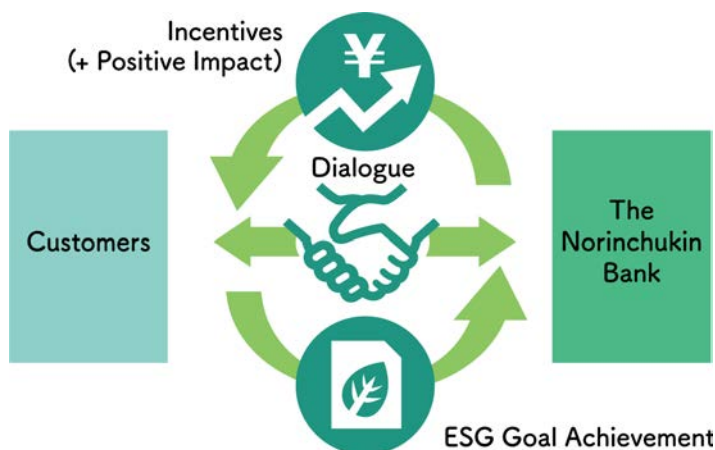 Incentives
(+ Positive Impact)
¥
Dialogue
Customers
The
Norinchukin
Bank
ESG Goal Achievement